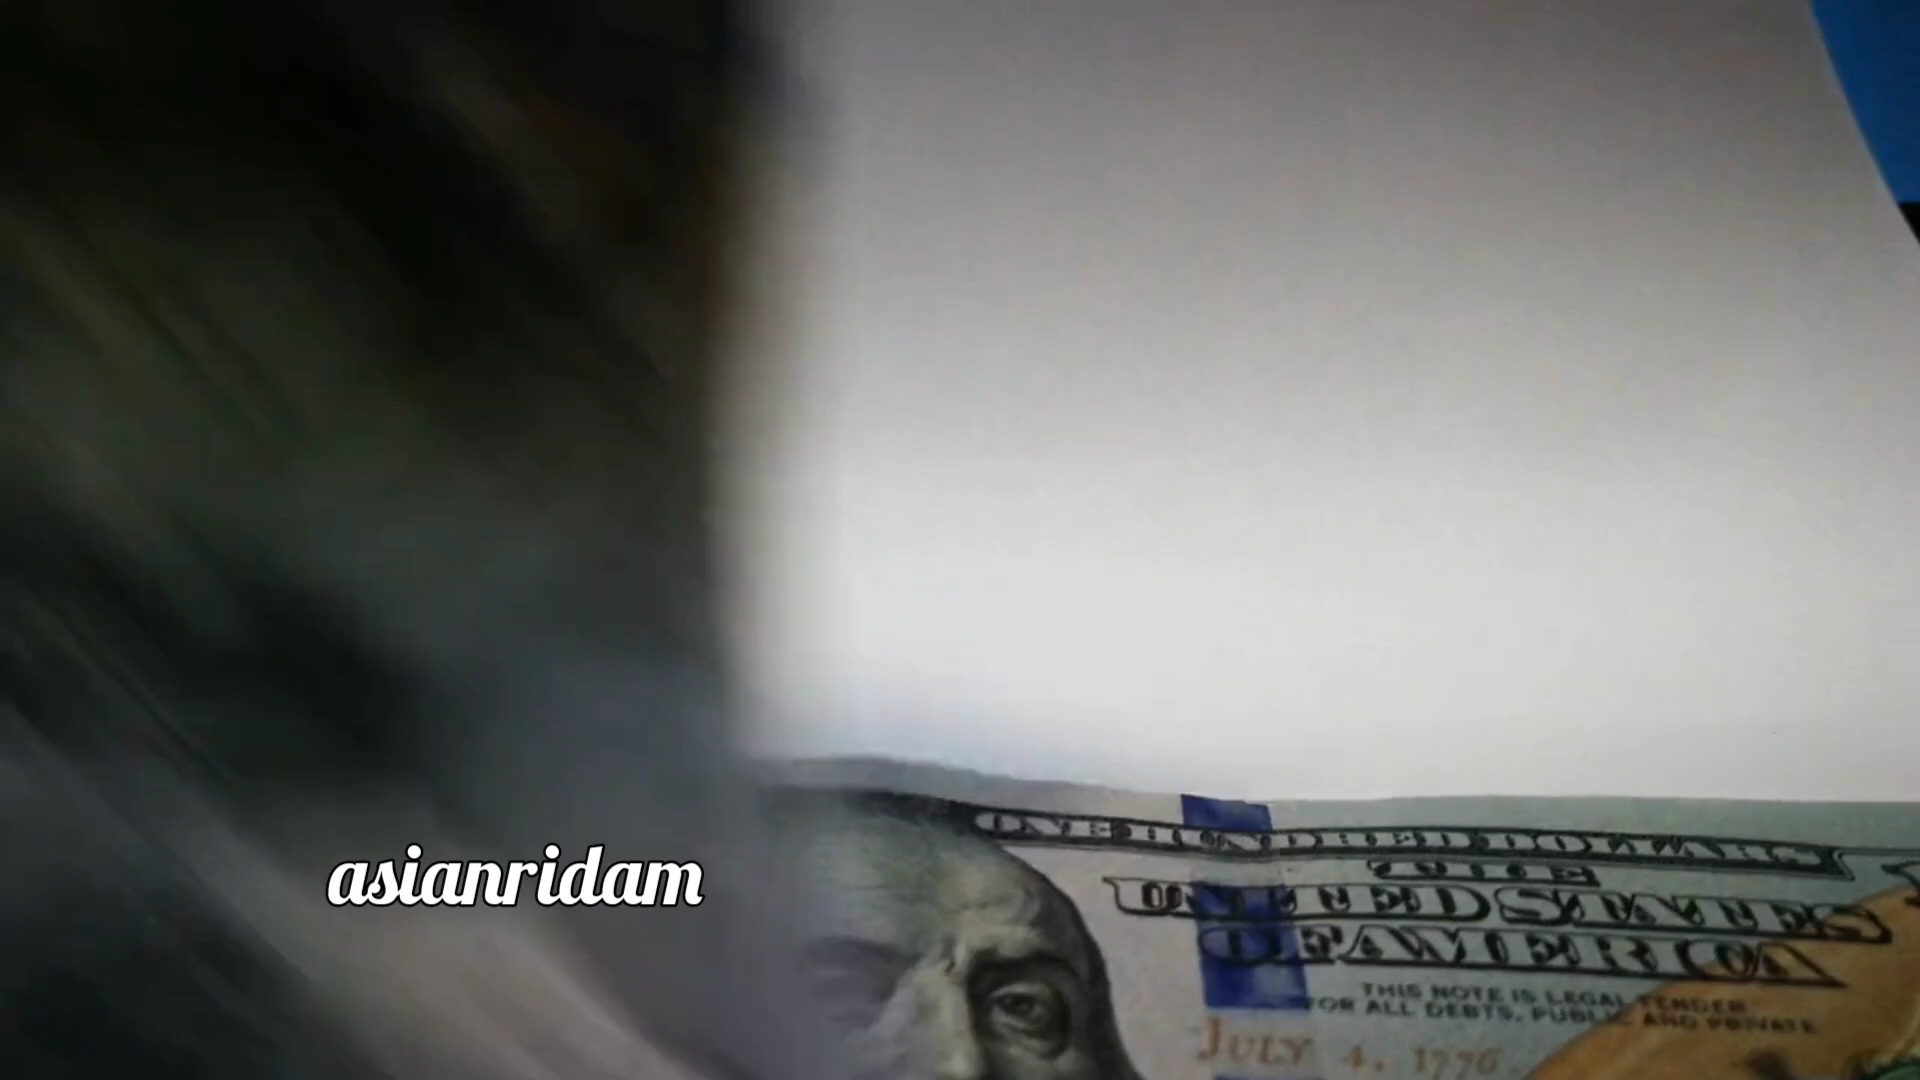 asianridam
ONE HUNDRED DOLLARS
THE
UNITED STATES
OF AMERICA
THIS NOTE IS LEGAL TENDER
FOR ALL DEBTS, PUBLIC AND PRIVATE
JULY 4, 1776